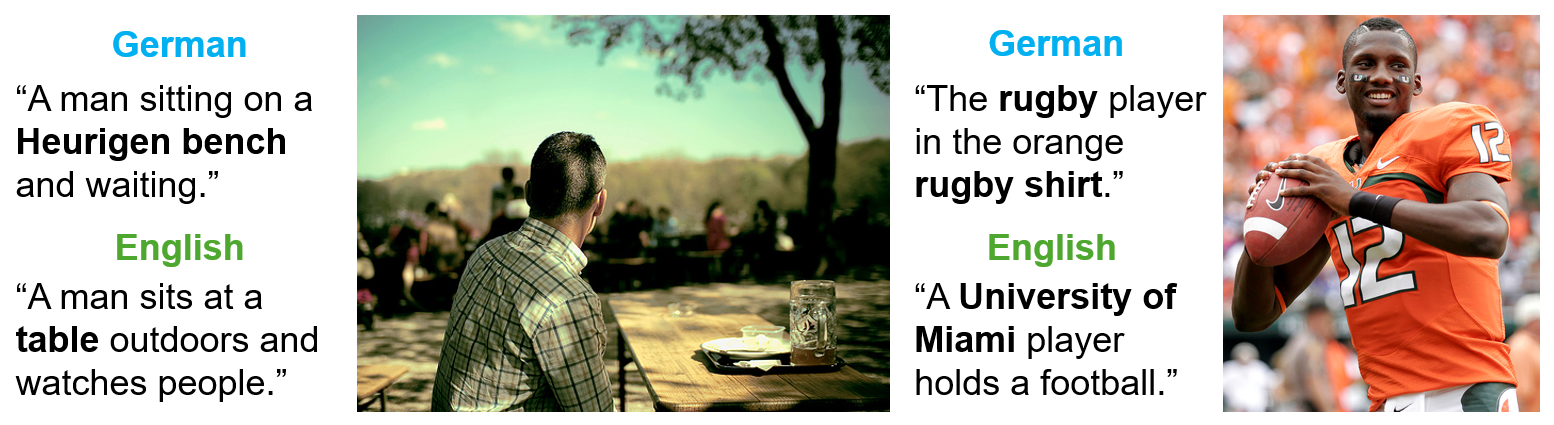 German
“A man sitting on a
Heurigen bench
and waiting.”
English
“A man sits at a
table outdoors and
watches people.”
German
“The rugby player
in the orange
rugby shirt.”
English
“A University of
Miami player
holds a football.”
12
12
U
U